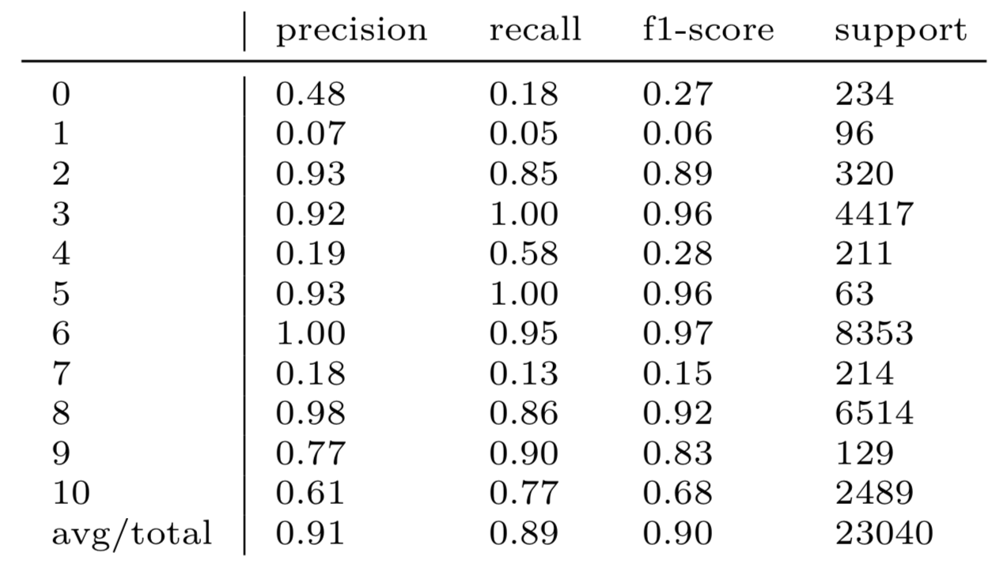 precision recall f1-score support
0 0.48 0.18 0.27 234
1 0.07 0.05 0.06 96
2 0.93 0.85 0.89 320
3 0.92 1.00 0.96 4417
4 0.19 0.58 0.28 211
5 0.93 1.00 0.96 63
6 1.00 0.95 0.97 8353
7 0.18 0.13 0.15 214
8 0.98 0.86 0.92 6514
9 0.77 0.90 0.83 129
10 0.61 0.77 0.68 2489
avg/total 0.91 0.89 0.90 23040